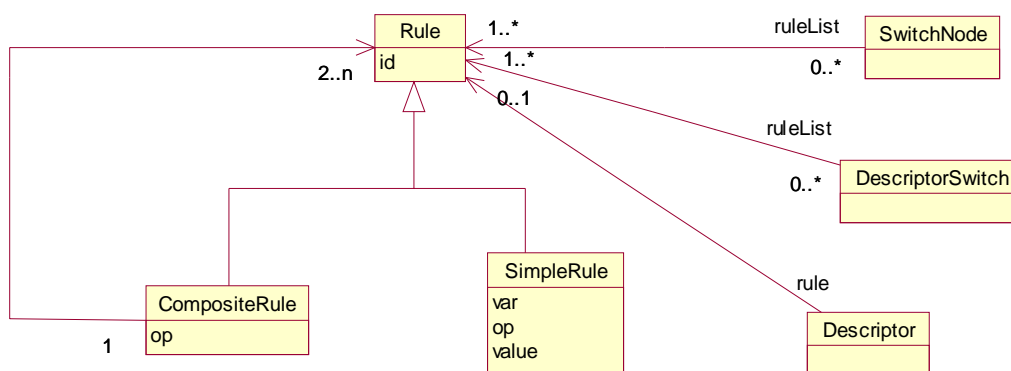 Rule
id
1..*
ruleList
SwitchNode
0..*
2..n
1..*
0..1
ruleList
0..*
DescriptorSwitch
rule
Descriptor
SimpleRule
var
op
value
CompositeRule
op
1